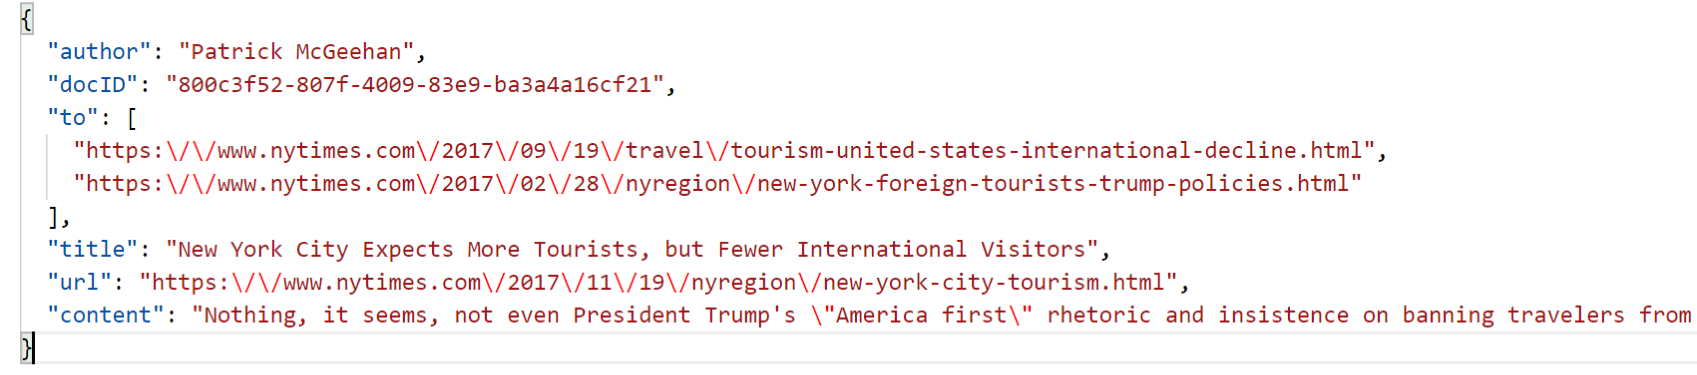 {
"author": "Patrick McGeehan",
"docID": "800c3f52-807f-4009-83e9-ba3a4a16cf21",
"to": [
"https:\/\/www.nytimes.com\/2017\/09\/19\/travel\/tourism-united-states-international-decline.html",
"https:\/\/www.nytimes.com\/2017\/02\/28\/nyregion\/new-york-foreign-tourists-trump-policies.html"
],
"title": "New York City Expects More Tourists, but Fewer International Visitors",
"url": "https:\/\/www.nytimes.com\/2017\/11\/19\/nyregion\/new-york-city-tourism.html",
"content": "Nothing, it seems, not even President Trump's \"America first\" rhetoric and insistence on banning travelers from
}